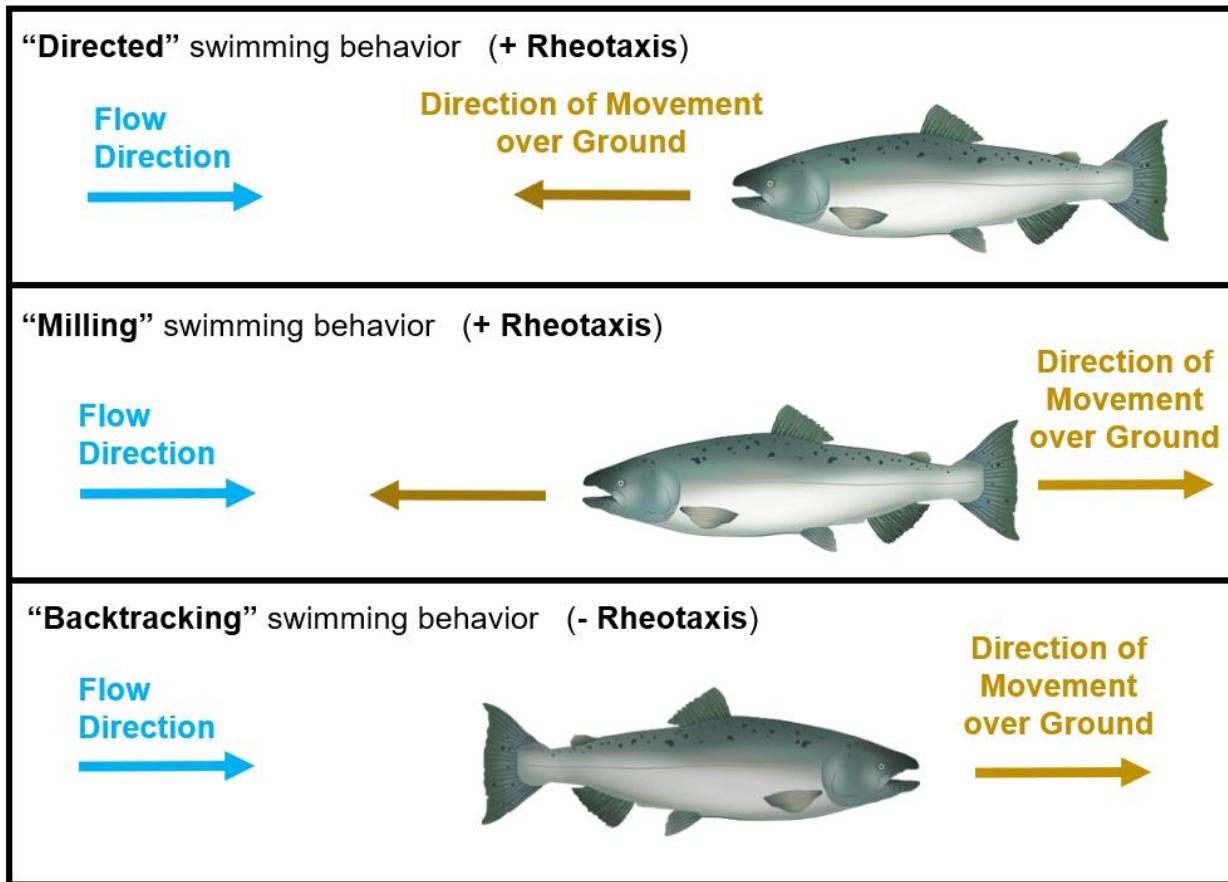 “Directed” swimming behavior (+ Rheotaxis)
Flow
Direction
Direction of Movement
over Ground
“Milling” swimming behavior (+ Rheotaxis)
Flow
Direction
Direction of
Movement
over Ground
“Backtracking” swimming behavior (- Rheotaxis)
Flow
Direction
Direction of
Movement
over Ground